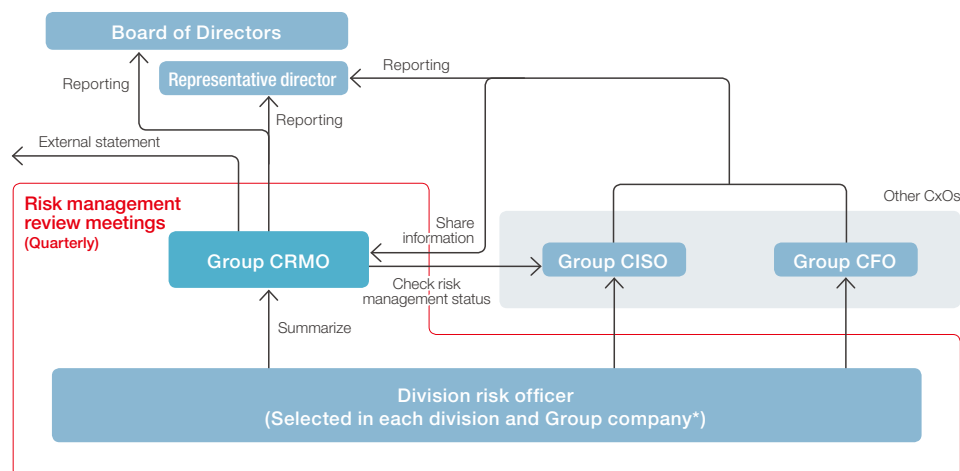 Board of Directors
Reporting
Representative director
Reporting
Reporting
External statement
Other CxOs
Risk management
review meetings
(Quarterly)
Share
information
Group CRMO
Group CISO
Group CFO
Check risk
management status
Summarize
Division risk officer
(Selected in each division and Group company*)